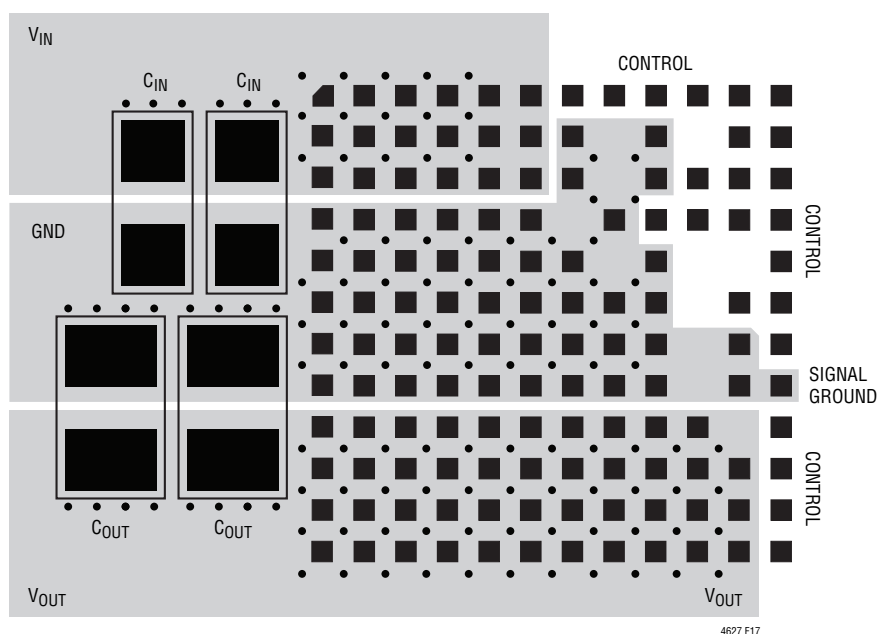 VIN
CONTROL
CIN
CIN
GND
CONTROL
SIGNAL
GROUND
CONTROL
COUT
COUT
VOUT
VOUT
4627 F17